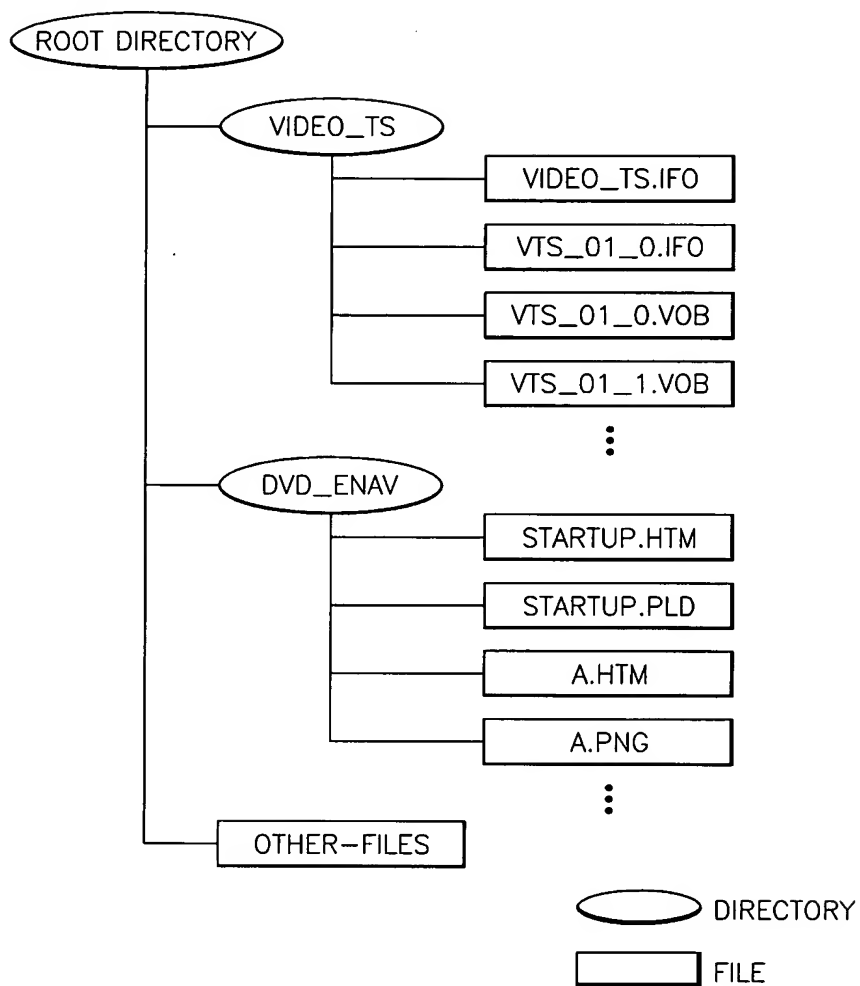 ROOT DIRECTORY
VIDEO_TS
VIDEO_TS.IFO
VTS_01_0.IFO
VTS_01_0.VOB
VTS_01_1.VOB
DVD_ENAV
STARTUP.HTM
STARTUP.PLD
A.HTM
A.PNG
OTHER-FILES
DIRECTORY
FILE